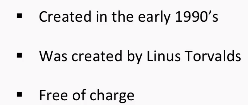 ▪ Created in the early 1990’s
▪ Was created by Linus Torvalds
▪ Free of charge